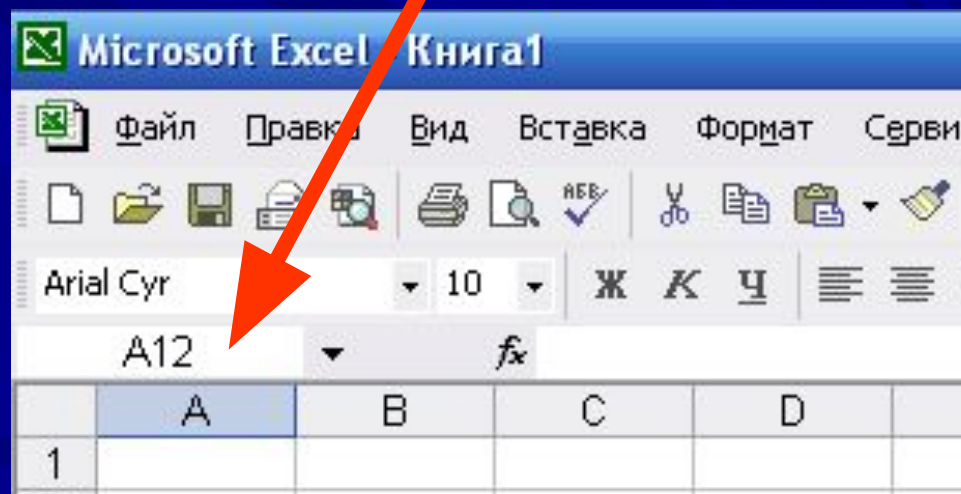 Microsoft Excel - Книга1
Файл Правка Вид Вставка Формат Серви
Arial Cyr 10 Ж К Ч
A12 fx
A B C D
1